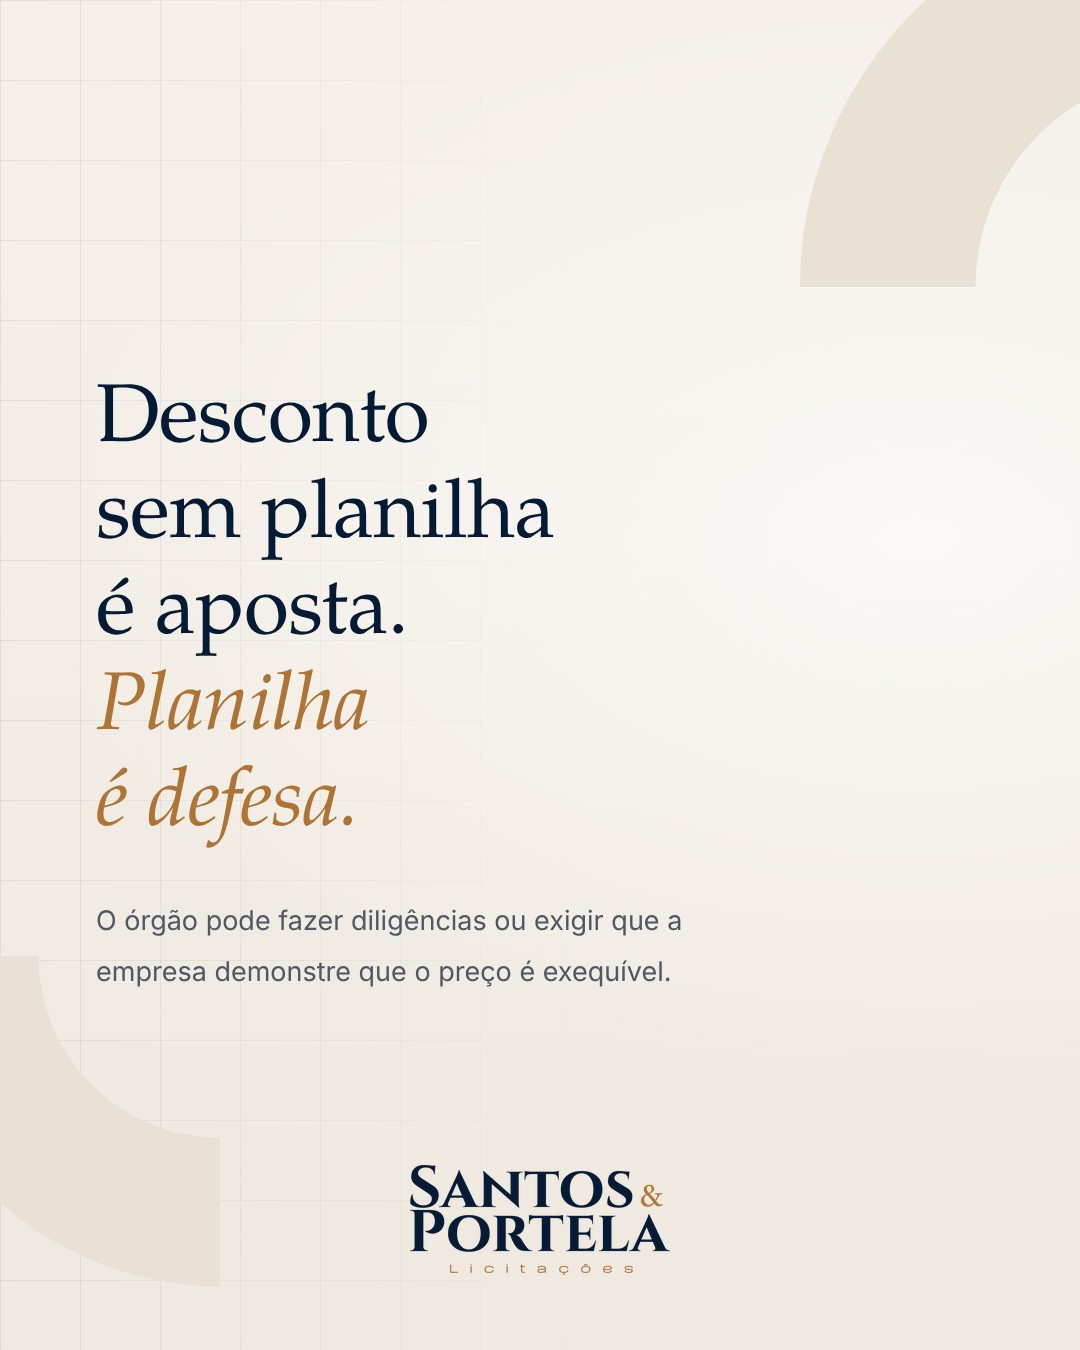 Desconto
sem planilha
é aposta.
Planilha
é defesa.
O órgão pode fazer diligências ou exigir que a
empresa demonstre que o preço é exequível.
SANTOS &
PORTELA
Licitações